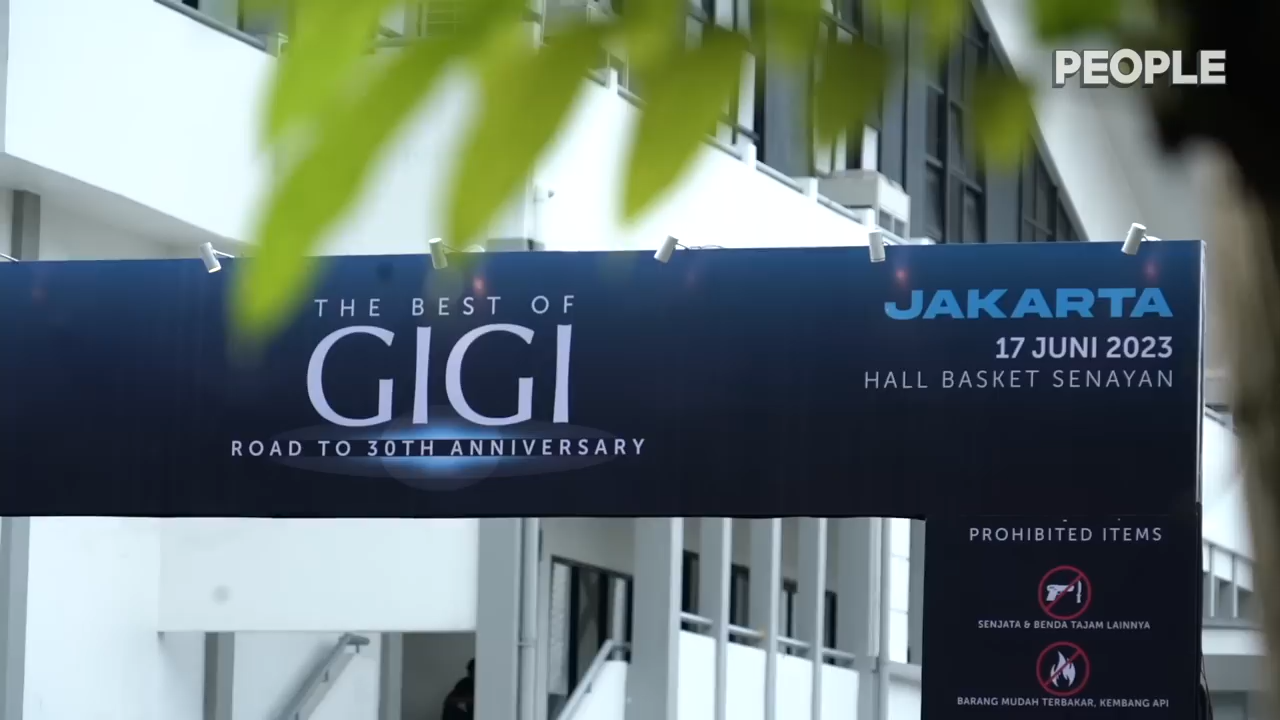 PEOPLE
THE BEST OF
GIGI
ROAD TO 30TH ANNIVERSARY
JAKARTA
17 JUNI 2023
HALL BASKET SENAYAN
PROHIBITED ITEMS
SENJATA & BENDA TAJAM LAINNYA
BARANG MUDAH TERBAKAR, KEMBANG API